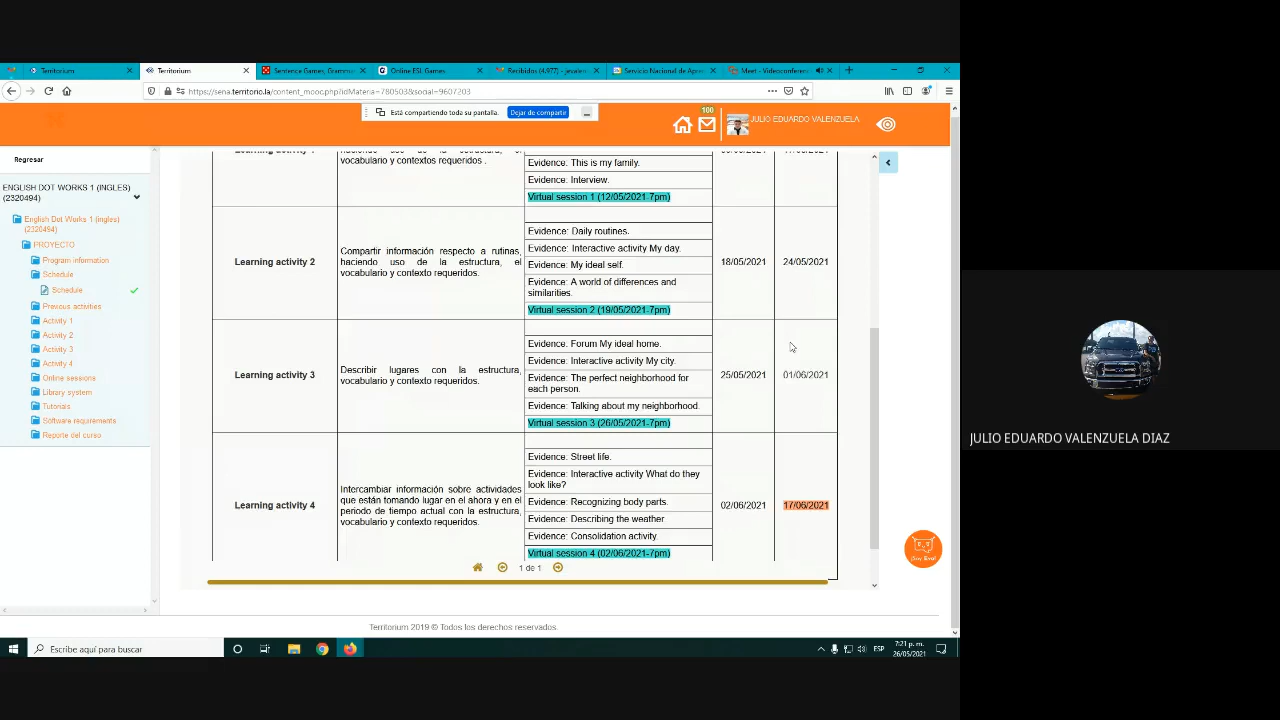 Territorium
Territorium
Sentence Games, Gramma
Online ESL Games
Recibidos (4.977) - jevalen
Servicio Nacional de Apre
Meet - Videoconferen
https://sena.territorio.la/content_mooc.php?idMateria=780503&social=9607203
Está compartiendo toda su pantalla.
Dejar de compartir
100
JULIO EDUARDO VALENZUELA
Regresar
ENGLISH DOT WORKS 1 (INGLES)
(2320494)
English Dot Works 1 (ingles)
(2320494)
PROYECTO
Program information
Schedule
Schedule
Previous activities
Activity 1
Activity 2
Activity 3
Activity 4
Online sessions
Library system
Tutorials
Software requirements
Reporte del curso
vocabulario y contextos requeridos .
Evidence: This is my family.
Evidence: Interview.
Virtual session 1 (12/05/2021-7pm)
Learning activity 2
Compartir información respecto a rutinas,
haciendo uso de la estructura, el
vocabulario y contexto requeridos.
Evidence: Daily routines.
Evidence: Interactive activity My day.
Evidence: My ideal self.
Evidence: A world of differences and
similarities.
Virtual session 2 (19/05/2021-7pm)
18/05/2021
24/05/2021
Learning activity 3
Describir lugares con la estructura,
vocabulario y contexto requeridos.
Evidence: Forum My ideal home.
Evidence: Interactive activity My city.
Evidence: The perfect neighborhood for
each person.
Evidence: Talking about my neighborhood.
Virtual session 3 (26/05/2021-7pm)
25/05/2021
01/06/2021
Learning activity 4
Intercambiar información sobre actividades
que están tomando lugar en el ahora y en el
periodo de tiempo actual con la estructura,
vocabulario y contexto requeridos.
Evidence: Street life.
Evidence: Interactive activity What do they
look like?
Evidence: Recognizing body parts.
Evidence: Describing the weather
Evidence: Consolidation activity.
Virtual session 4 (02/06/2021-7pm)
02/06/2021
17/06/2021
1 de 1
Territorium 2019 © Todos los derechos reservados.
Escribe aquí para buscar
ESP
7:21 p. m.
26/05/2021
JULIO EDUARDO VALENZUELA DIAZ